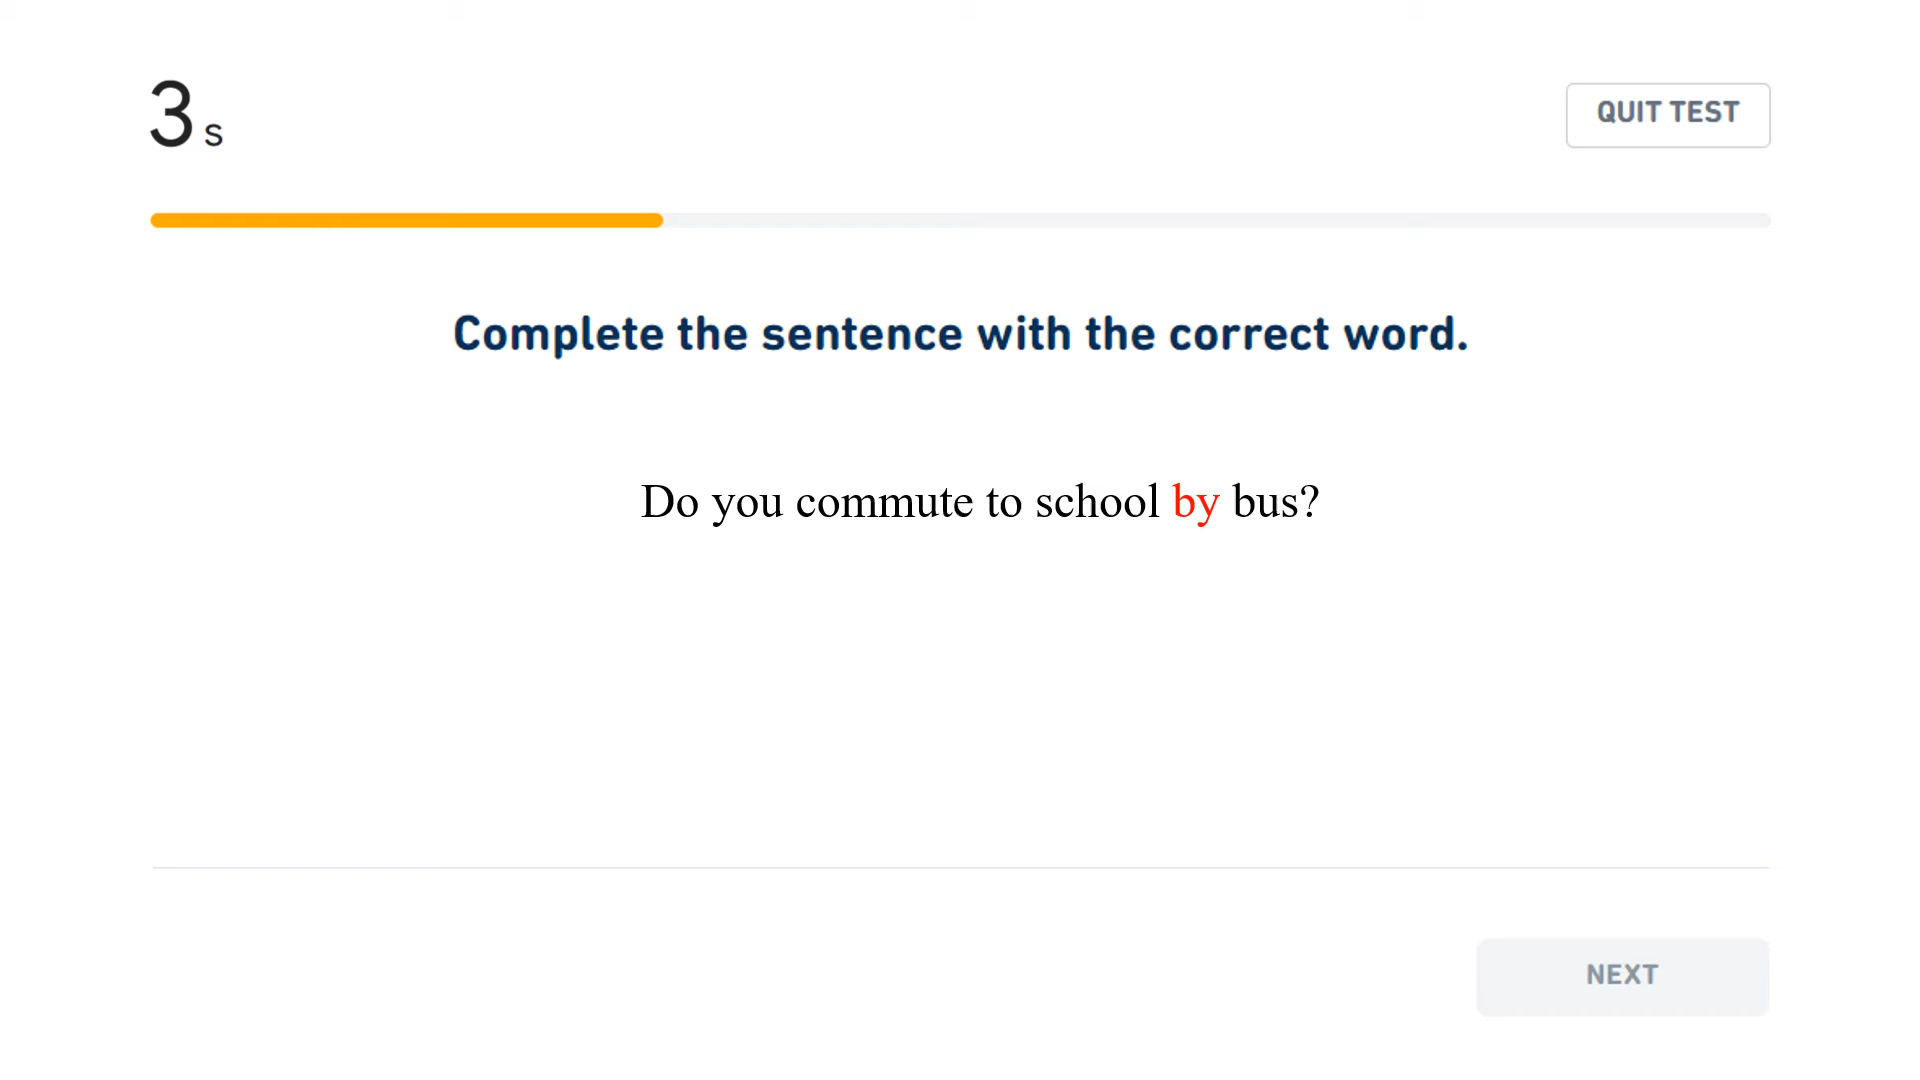 3 s
QUIT TEST
Complete the sentence with the correct word.
Do you commute to school by bus?
NEXT